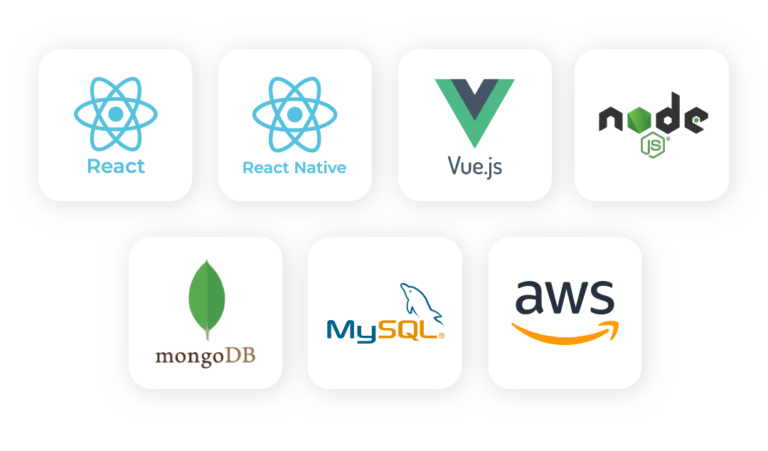 React
React Native
Vue.js
node
JS®
mongoDB
MySQL®
aws